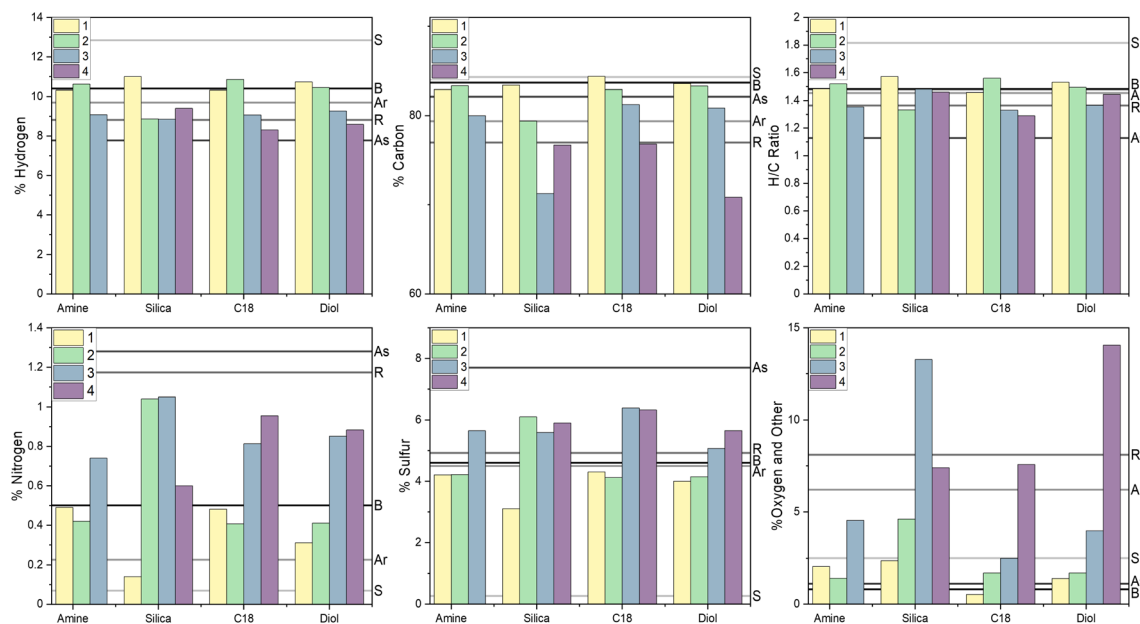 % Hydrogen
14
12
10
8
6
4
2
0
1
2
3
4
S
B
Ar
R
As
Amine Silica C18 Diol
% Carbon
80
60
1
2
3
4
S
B
As
Ar
R
Amine Silica C18 Diol
H/C Ratio
2
1.8
1.6
1.4
1.2
1
0.8
0.6
0.4
0.2
0
1
2
3
4
S
B
A
R
A
Amine Silica C18 Diol
% Nitrogen
1.4
1.2
1
0.8
0.6
0.4
0.2
0
1
2
3
4
As
R
B
Ar
S
Amine Silica C18 Diol
% Sulfur
8
6
4
2
0
1
2
3
4
As
R
B
Ar
S
Amine Silica C18 Diol
%Oxygen and Other
15
10
5
0
1
2
3
4
R
A
S
A
B
Amine Silica C18 Diol